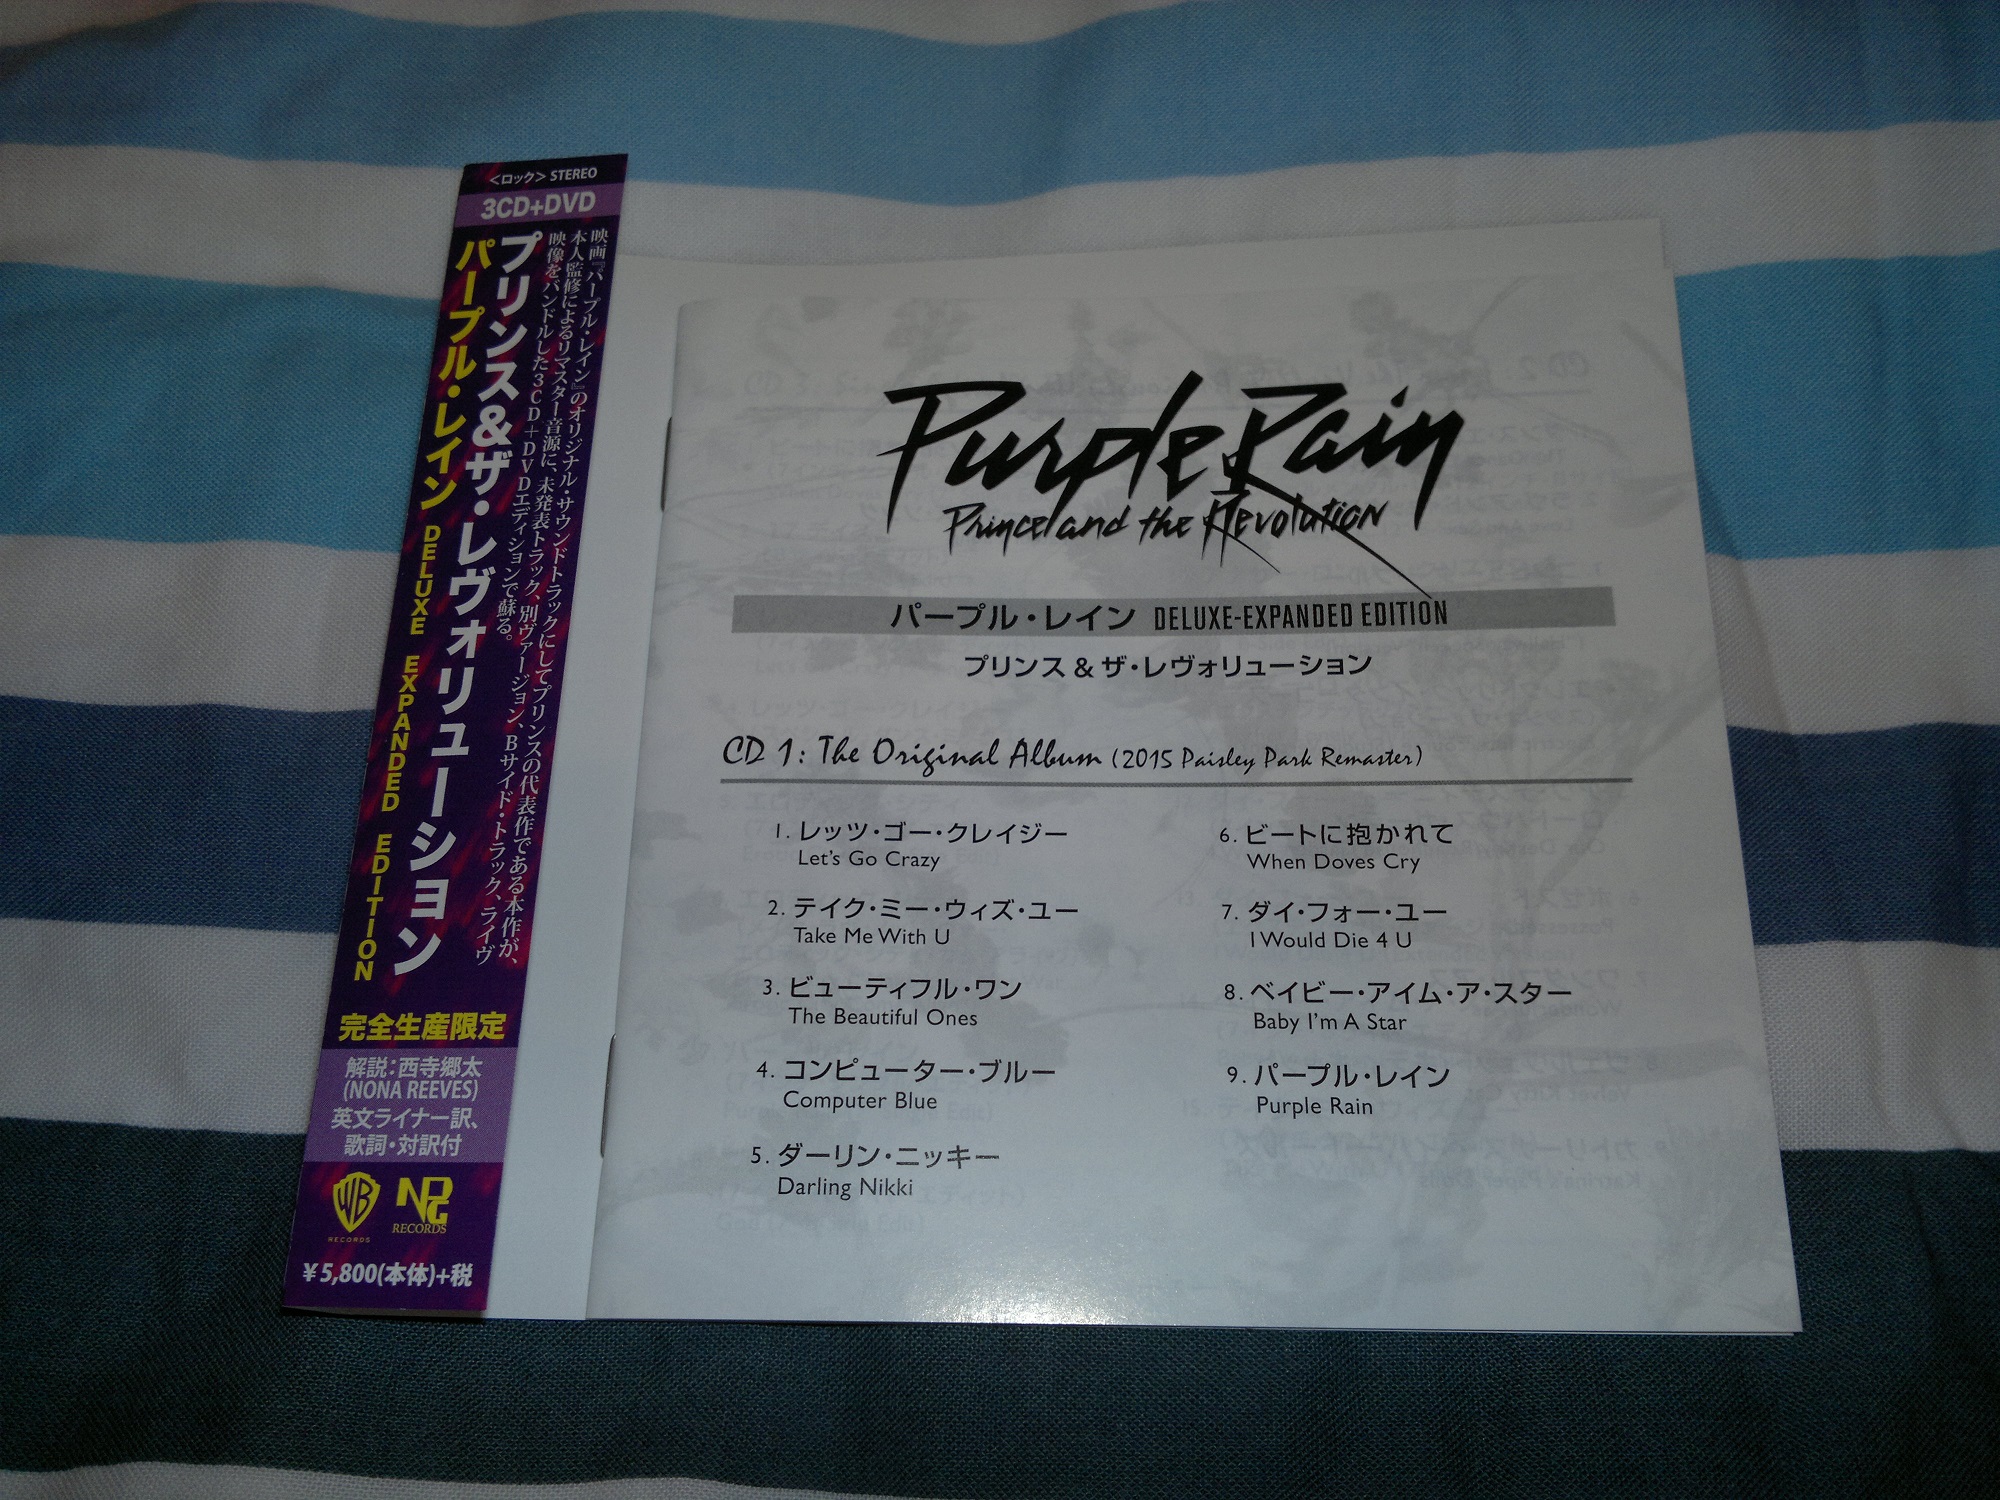 <ロック> STEREO
3CD+DVD
映画『パープル・レイン』のオリジナル・サウンドトラックにしてプリンスの代表作である本作が、
本人監修によるリマスター音源に、未発表トラック、別ヴァージョン、Bサイド・トラック、ライヴ
映像をバンドルした3CD+DVDエディションで蘇る。
プリンス&ザ・レヴォリューション
パープル・レイン DELUXE EXPANDED EDITION
完全生産限定
解説:西寺郷太
(NONA REEVES)
英文ライナー訳、
歌詞・対訳付
WB
RECORDS
NPG
RECORDS
¥5,800(本体)+税
Purple Rain
Prince and the Revolution
パープル・レイン DELUXE-EXPANDED EDITION
プリンス & ザ・レヴォリューション
CD 1: The Original Album (2015 Paisley Park Remaster)
1. レッツ・ゴー・クレイジー
Let's Go Crazy
2. テイク・ミー・ウィズ・ユー
Take Me With U
3. ビューティフル・ワン
The Beautiful Ones
4. コンピューター・ブルー
Computer Blue
5. ダーリン・ニッキー
Darling Nikki
6. ビートに抱かれて
When Doves Cry
7. ダイ・フォー・ユー
I Would Die 4 U
8. ベイビー・アイム・ア・スター
Baby I'm A Star
9. パープル・レイン
Purple Rain